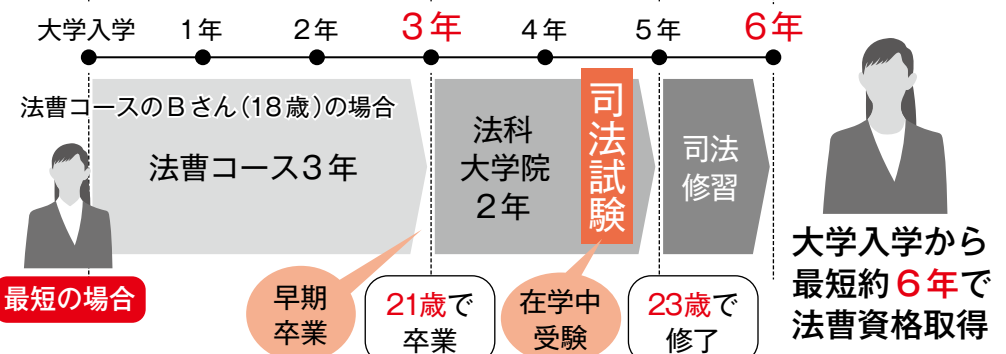 大学入学 1年 2年 3年 4年 5年 6年
法曹コースのBさん(18歳)の場合
法曹コース3年
法科
大学院
2年
司法試験
司法
修習
最短の場合
早期
卒業
21歳で
卒業
在学中
受験
23歳で
修了
大学入学から
最短約6年で
法曹資格取得